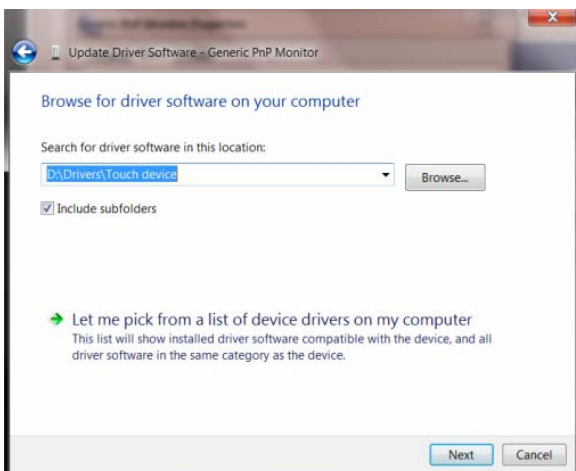 Update Driver Software - Generic PnP Monitor
Browse for driver software on your computer
Search for driver software in this location:
D:\Drivers\Touch device
Browse...
Include subfolders
Let me pick from a list of device drivers on my computer
This list will show installed driver software compatible with the device, and all
driver software in the same category as the device.
Next
Cancel